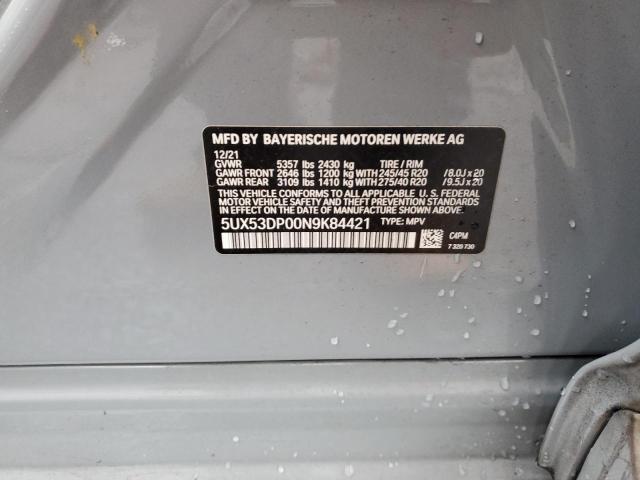 MFD BY BAYERISCHE MOTOREN WERKE AG
12/21
GVWR 5357 lbs 2430 kg TIRE / RIM
GAWR FRONT 2646 lbs 1200 kg WITH 245/45 R20 /8.0J x 20
GAWR REAR 3109 lbs 1410 kg WITH 275/40 R20 /9.5J x 20
THIS VEHICLE CONFORMS TO ALL APPLICABLE U. S. FEDERAL
MOTOR VEHICLE SAFETY, BUMPER, AND THEFT PREVENTION
STANDARDS IN EFFECT ON THE DATE OF MANUFACTURE SHOWN ABOVE.
5UX53DP00N9K84421 TYPE: MPV
C4PM
7 329 730